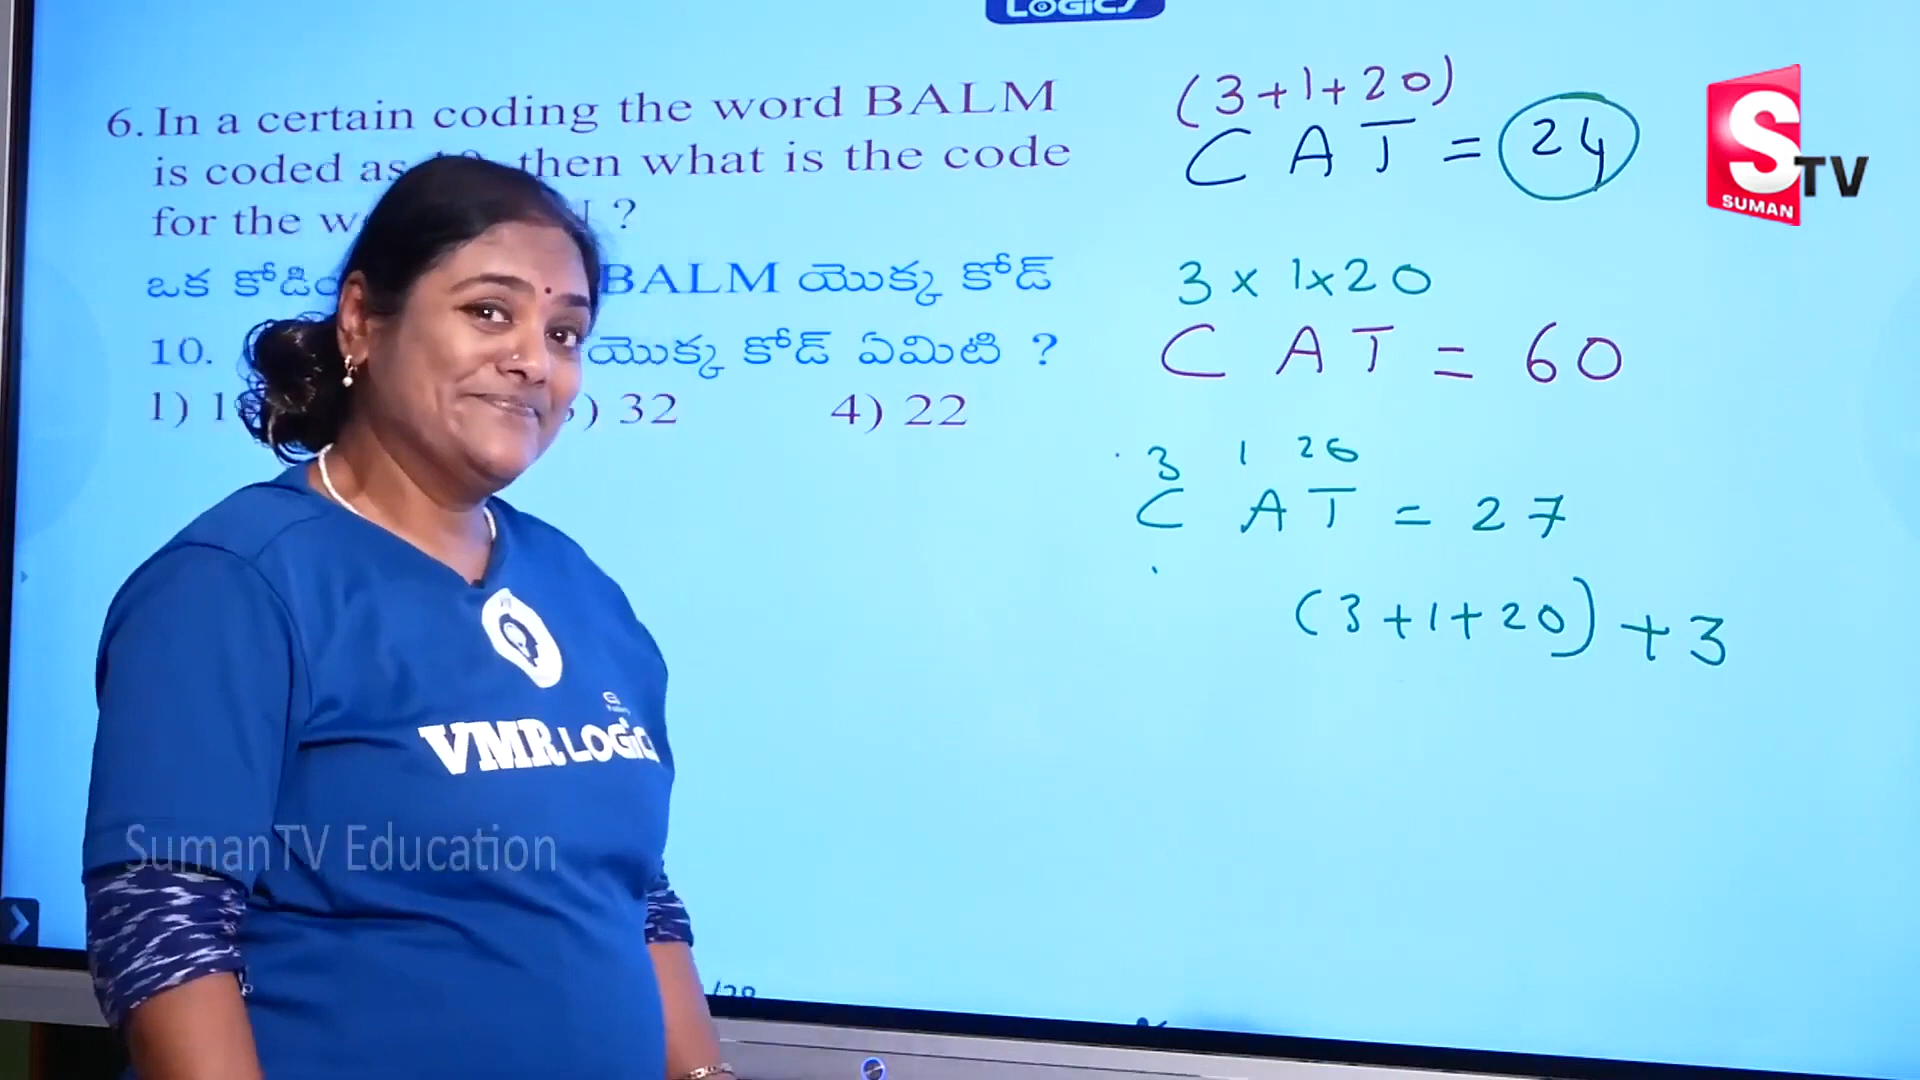 LOGICS
6. In a certain coding the word BALM
is coded as then what is the code
for the ?
ఒక BALM యొక్క కోడ్
10. యొక్క కోడ్ ఏమిటి ?
1) 3) 32 4) 22
(3+1+20)
CAT = 24
3 x 1x20
CAT = 60
3 1 26
CAT = 27
(3+1+20) + 3
S TV
SUMAN
VMR LOGIC
SumanTV Education